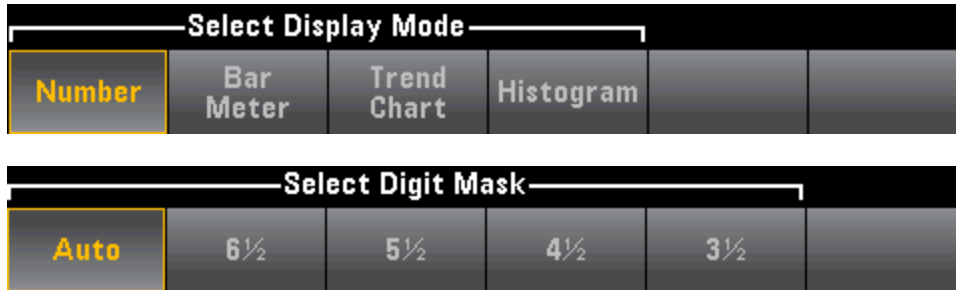 Select Display Mode
Number
Bar
Meter
Trend
Chart
Histogram
Select Digit Mask
Auto
6½
5½
4½
3½